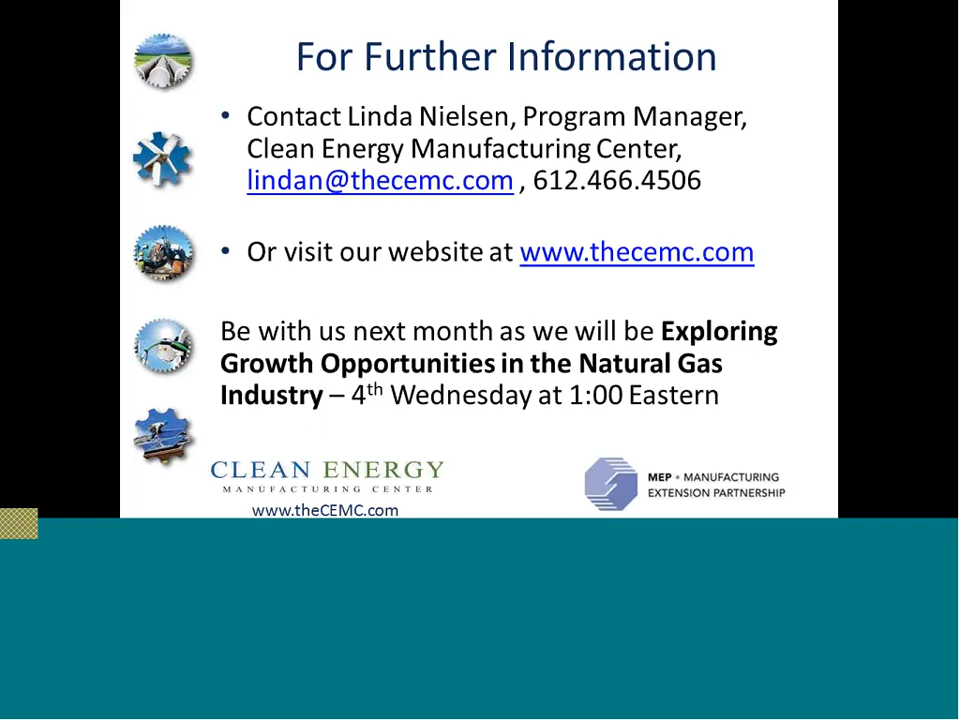 For Further Information
• Contact Linda Nielsen, Program Manager,
Clean Energy Manufacturing Center,
lindan@thecemc.com , 612.466.4506
• Or visit our website at www.thecemc.com
Be with us next month as we will be Exploring
Growth Opportunities in the Natural Gas
Industry – 4th Wednesday at 1:00 Eastern
CLEAN ENERGY
MANUFACTURING CENTER
www.theCEMC.com
MEP • MANUFACTURING
EXTENSION PARTNERSHIP